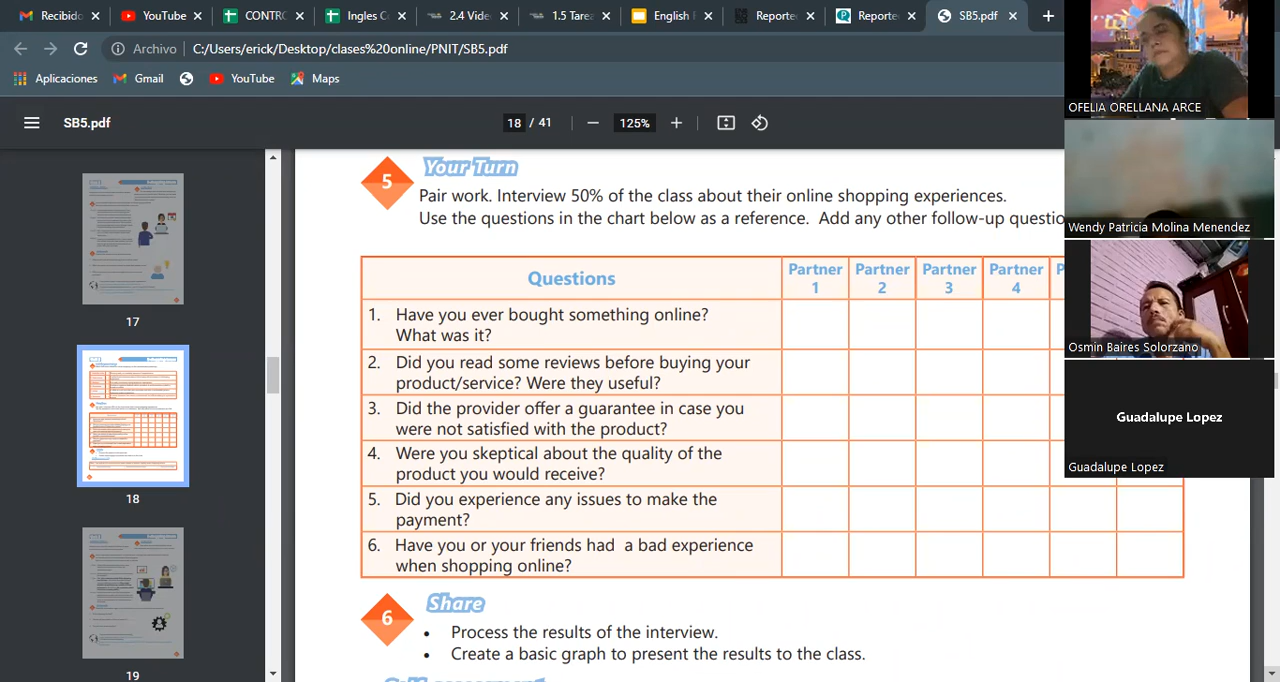 Recibido
YouTube
CONTRO
Ingles C
2.4 Vide
1.5 Tarea
English F
Reporte
Reporte
SB5.pdf
Archivo
C:/Users/erick/Desktop/clases%20online/PNIT/SB5.pdf
Aplicaciones
Gmail
YouTube
Maps
SB5.pdf
18 / 41
125%
17
18
19
5
Your Turn
Pair work. Interview 50% of the class about their online shopping experiences.
Use the questions in the chart below as a reference. Add any other follow-up questio
Questions
Partner 1
Partner 2
Partner 3
Partner 4
P
1. Have you ever bought something online?
What was it?
2. Did you read some reviews before buying your
product/service? Were they useful?
3. Did the provider offer a guarantee in case you
were not satisfied with the product?
4. Were you skeptical about the quality of the
product you would receive?
5. Did you experience any issues to make the
payment?
6. Have you or your friends had a bad experience
when shopping online?
6
Share
• Process the results of the interview.
• Create a basic graph to present the results to the class.
OFELIA ORELLANA ARCE
Wendy Patricia Molina Menendez
Osmin Baires Solorzano
Guadalupe Lopez
Guadalupe Lopez